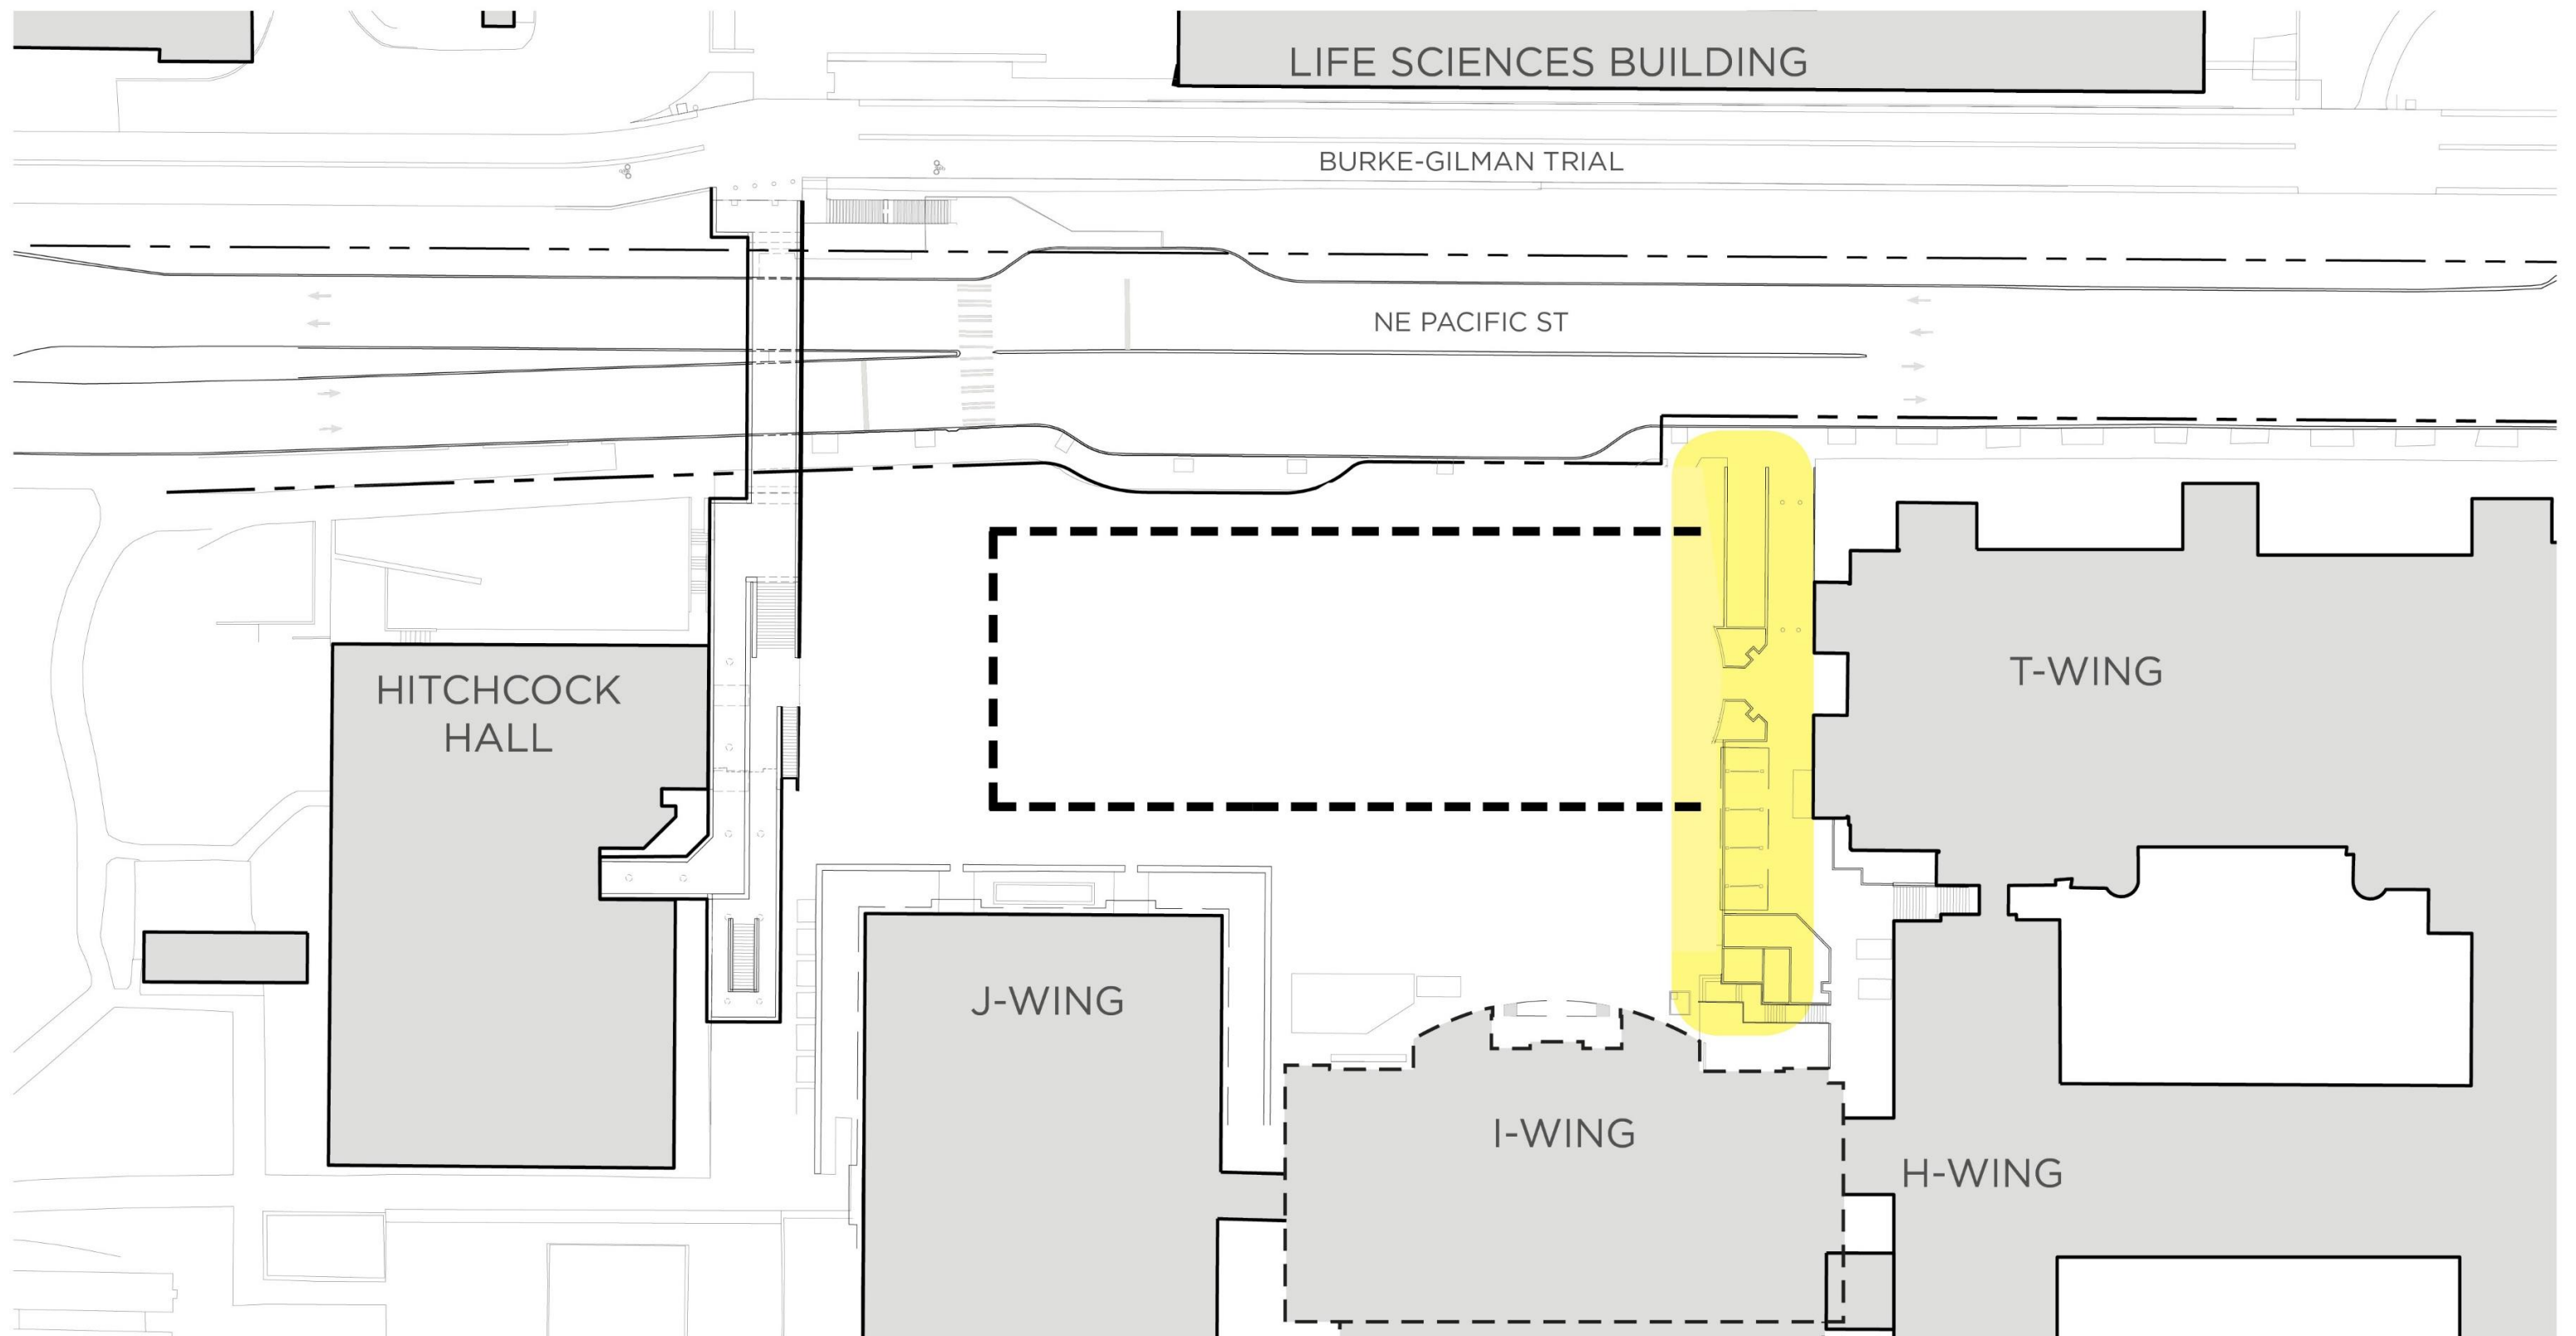 LIFE SCIENCES BUILDING
BURKE-GILMAN TRIAL
NE PACIFIC ST
HITCHCOCK
HALL
T-WING
J-WING
I-WING
H-WING